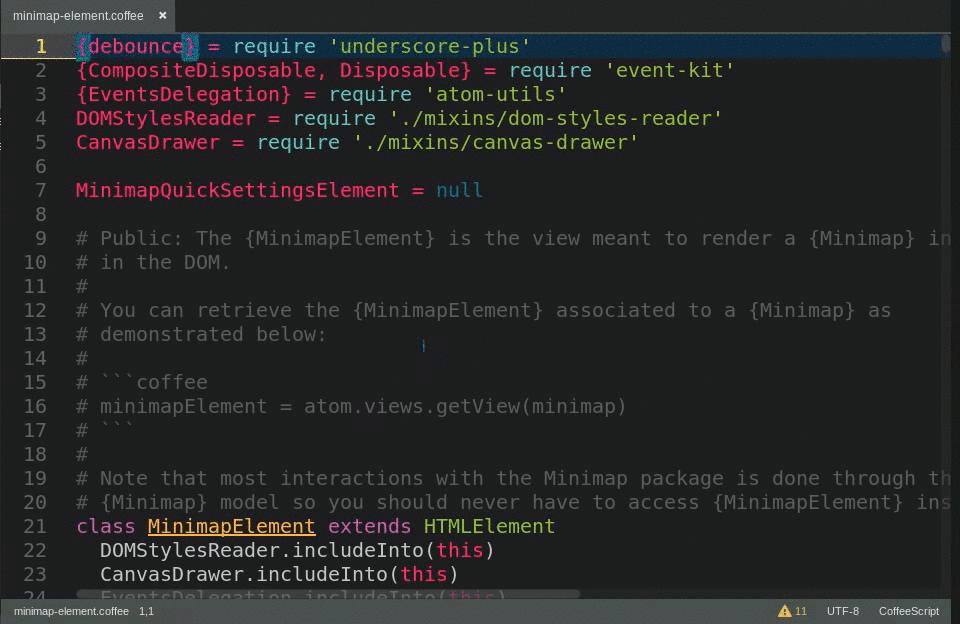 minimap-element.coffee ×
1 {debounce} = require 'underscore-plus'
2 {CompositeDisposable, Disposable} = require 'event-kit'
3 {EventsDelegation} = require 'atom-utils'
4 DOMStylesReader = require './mixins/dom-styles-reader'
5 CanvasDrawer = require './mixins/canvas-drawer'
6
7 MinimapQuickSettingsElement = null
8
9 # Public: The {MinimapElement} is the view meant to render a {Minimap} in
10 # in the DOM.
11 #
12 # You can retrieve the {MinimapElement} associated to a {Minimap} as
13 # demonstrated below:
14 #
15 # ```coffee
16 # minimapElement = atom.views.getView(minimap)
17 # ```
18 #
19 # Note that most interactions with the Minimap package is done through th
20 # {Minimap} model so you should never have to access {MinimapElement} ins
21 class MinimapElement extends HTMLElement
22 DOMStylesReader.includeInto(this)
23 CanvasDrawer.includeInto(this)
24 EventsDelegation.includeInto(this)
minimap-element.coffee 1,1 11 UTF-8 CoffeeScript